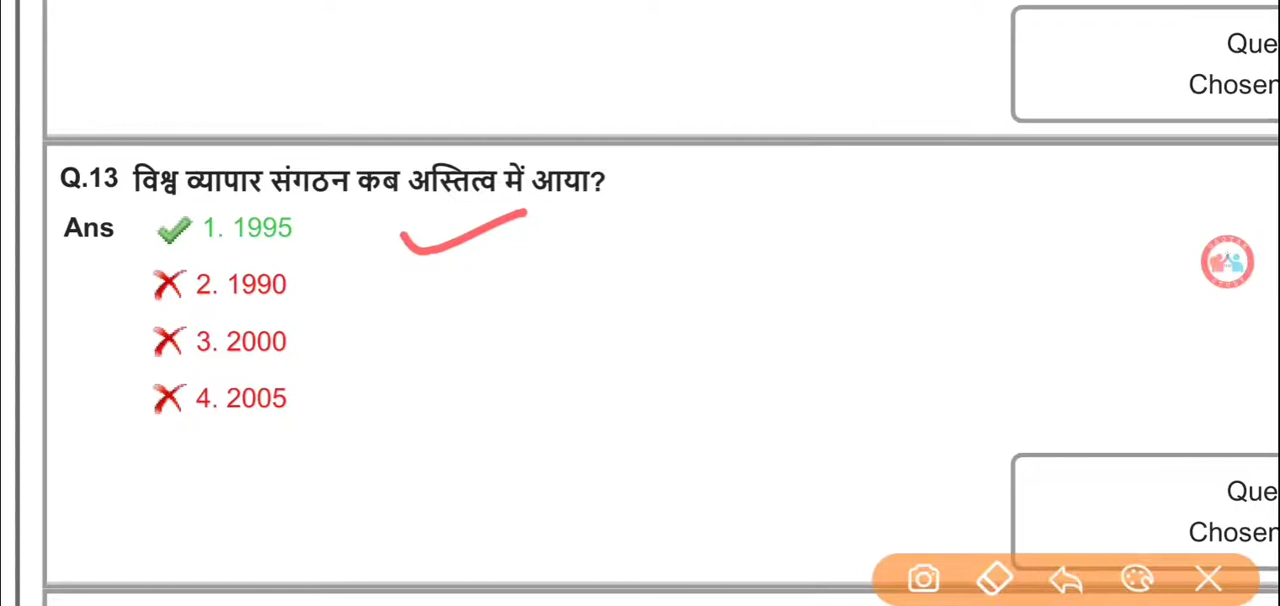 Que
Chosen
Q.13 विश्व व्यापार संगठन कब अस्तित्व में आया?
Ans 1. 1995
2. 1990
3. 2000
4. 2005
Que
Chosen